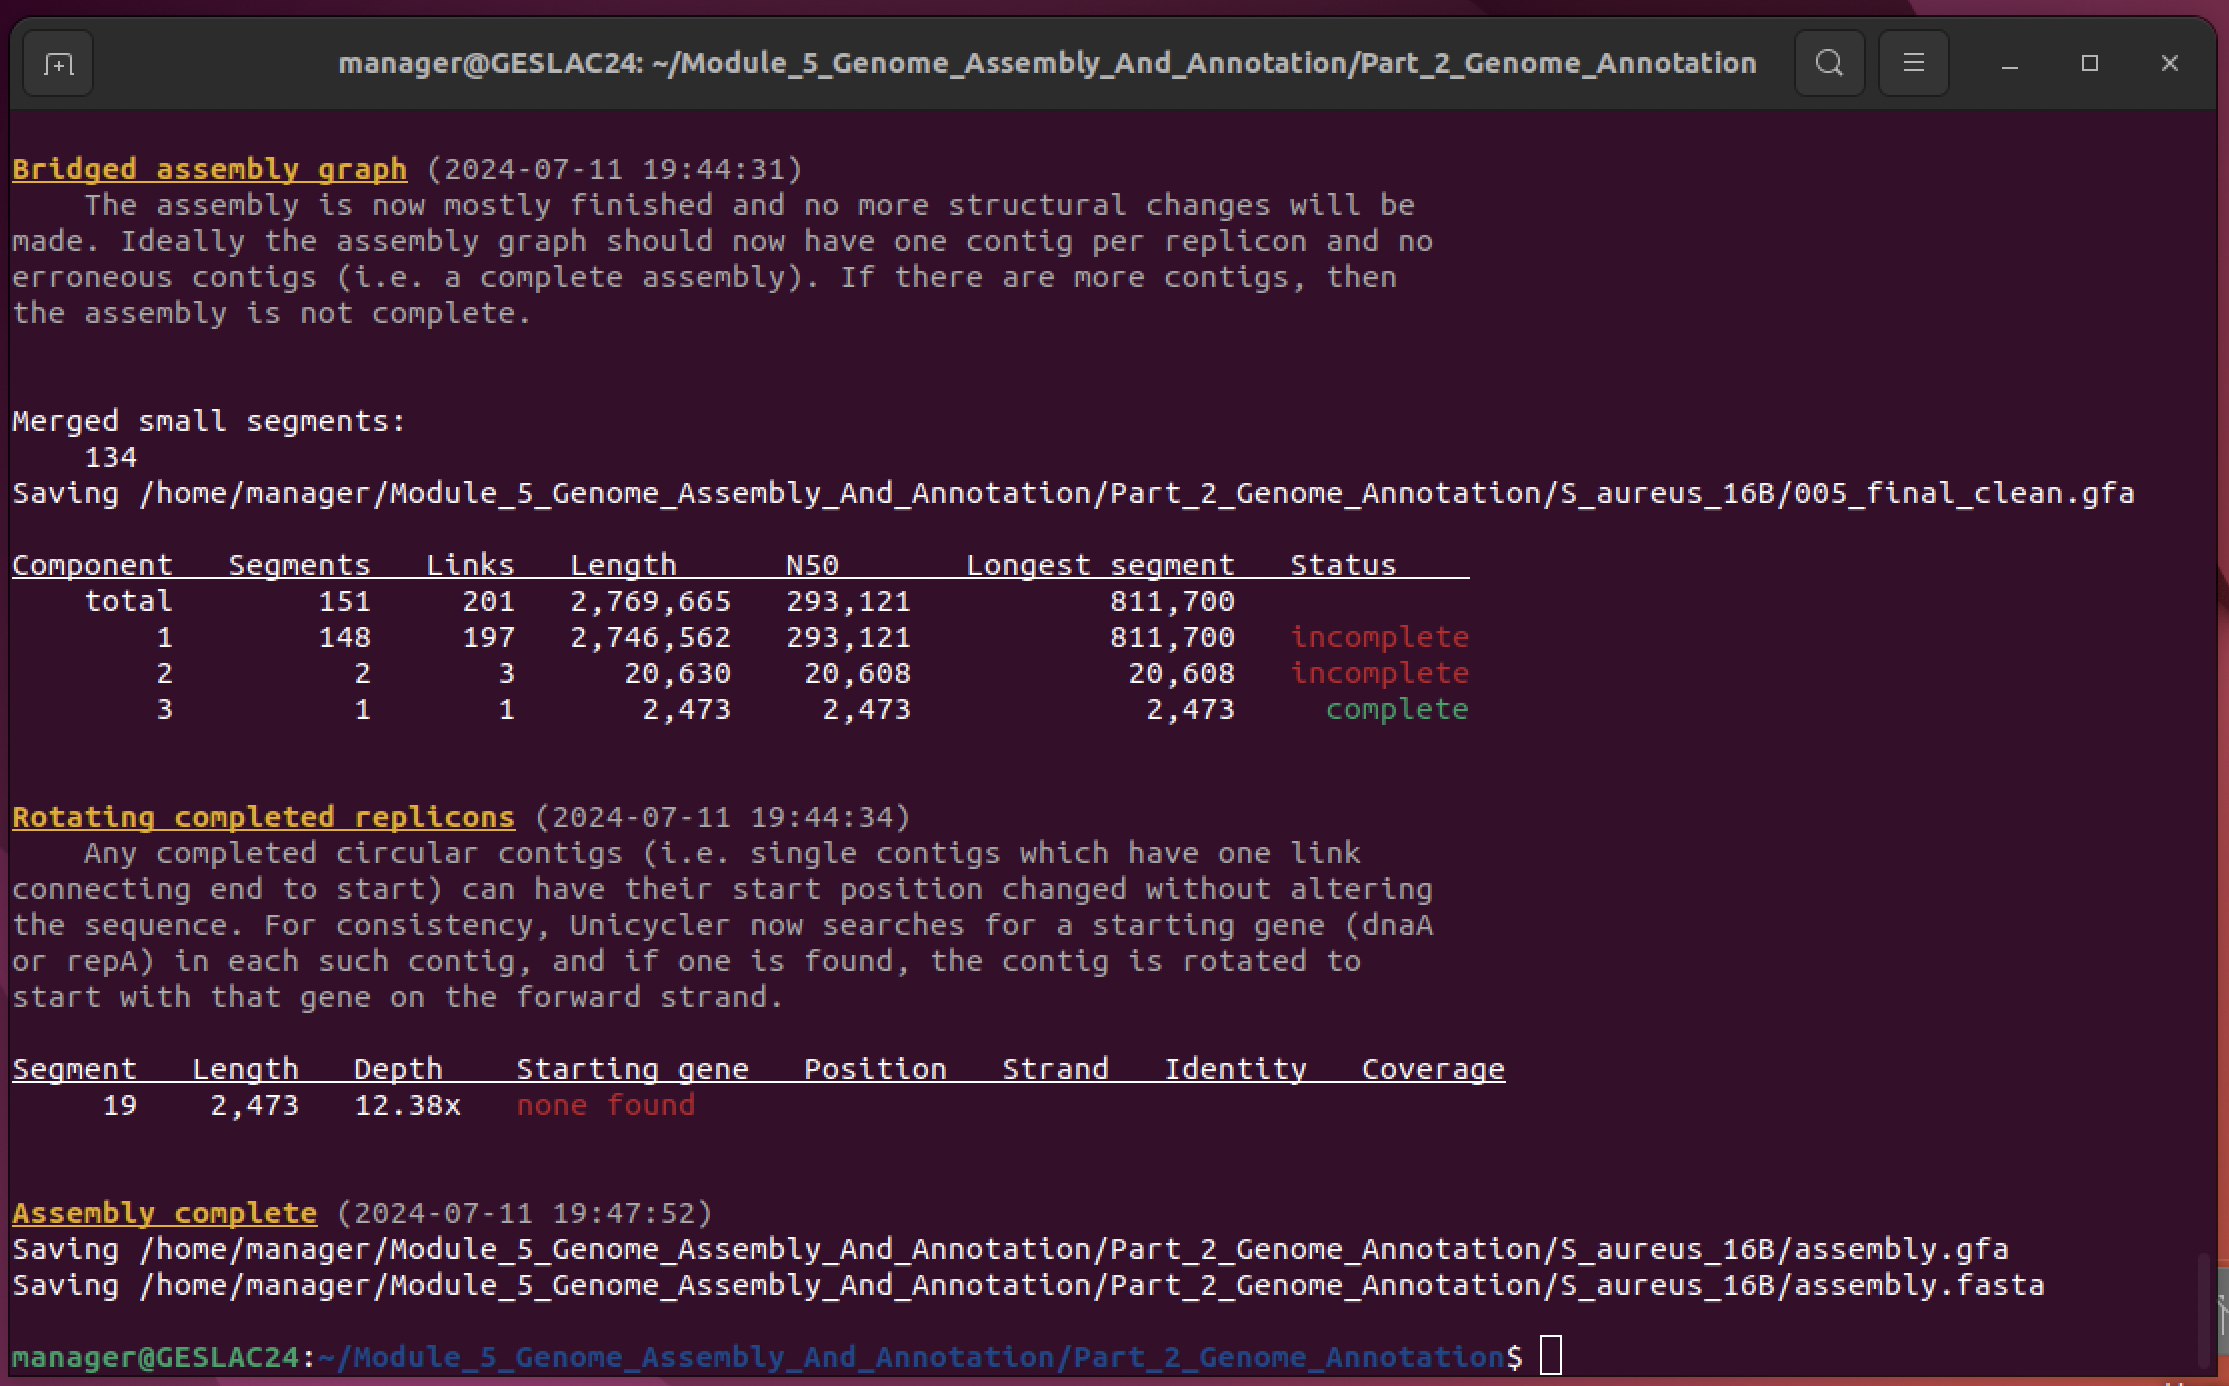 manager@GESLAC24: ~/Module_5_Genome_Assembly_And_Annotation/Part_2_Genome_Annotation
Bridged assembly graph (2024-07-11 19:44:31)
    The assembly is now mostly finished and no more structural changes will be
made. Ideally the assembly graph should now have one contig per replicon and no
erroneous contigs (i.e. a complete assembly). If there are more contigs, then
the assembly is not complete.
Merged small segments:
    134
Saving /home/manager/Module_5_Genome_Assembly_And_Annotation/Part_2_Genome_Annotation/S_aureus_16B/005_final_clean.gfa
Component   Segments   Links   Length      N50       Longest segment   Status
    total        151     201   2,769,665   293,121           811,700
        1        148     197   2,746,562   293,121           811,700   incomplete
        2          2       3      20,630    20,608            20,608   incomplete
        3          1       1       2,473     2,473             2,473     complete
Rotating completed replicons (2024-07-11 19:44:34)
    Any completed circular contigs (i.e. single contigs which have one link
connecting end to start) can have their start position changed without altering
the sequence. For consistency, Unicycler now searches for a starting gene (dnaA
or repA) in each such contig, and if one is found, the contig is rotated to
start with that gene on the forward strand.
Segment   Length   Depth    Starting gene   Position   Strand   Identity   Coverage
     19    2,473   12.38x   none found
Assembly complete (2024-07-11 19:47:52)
Saving /home/manager/Module_5_Genome_Assembly_And_Annotation/Part_2_Genome_Annotation/S_aureus_16B/assembly.gfa
Saving /home/manager/Module_5_Genome_Assembly_And_Annotation/Part_2_Genome_Annotation/S_aureus_16B/assembly.fasta
manager@GESLAC24:~/Module_5_Genome_Assembly_And_Annotation/Part_2_Genome_Annotation$